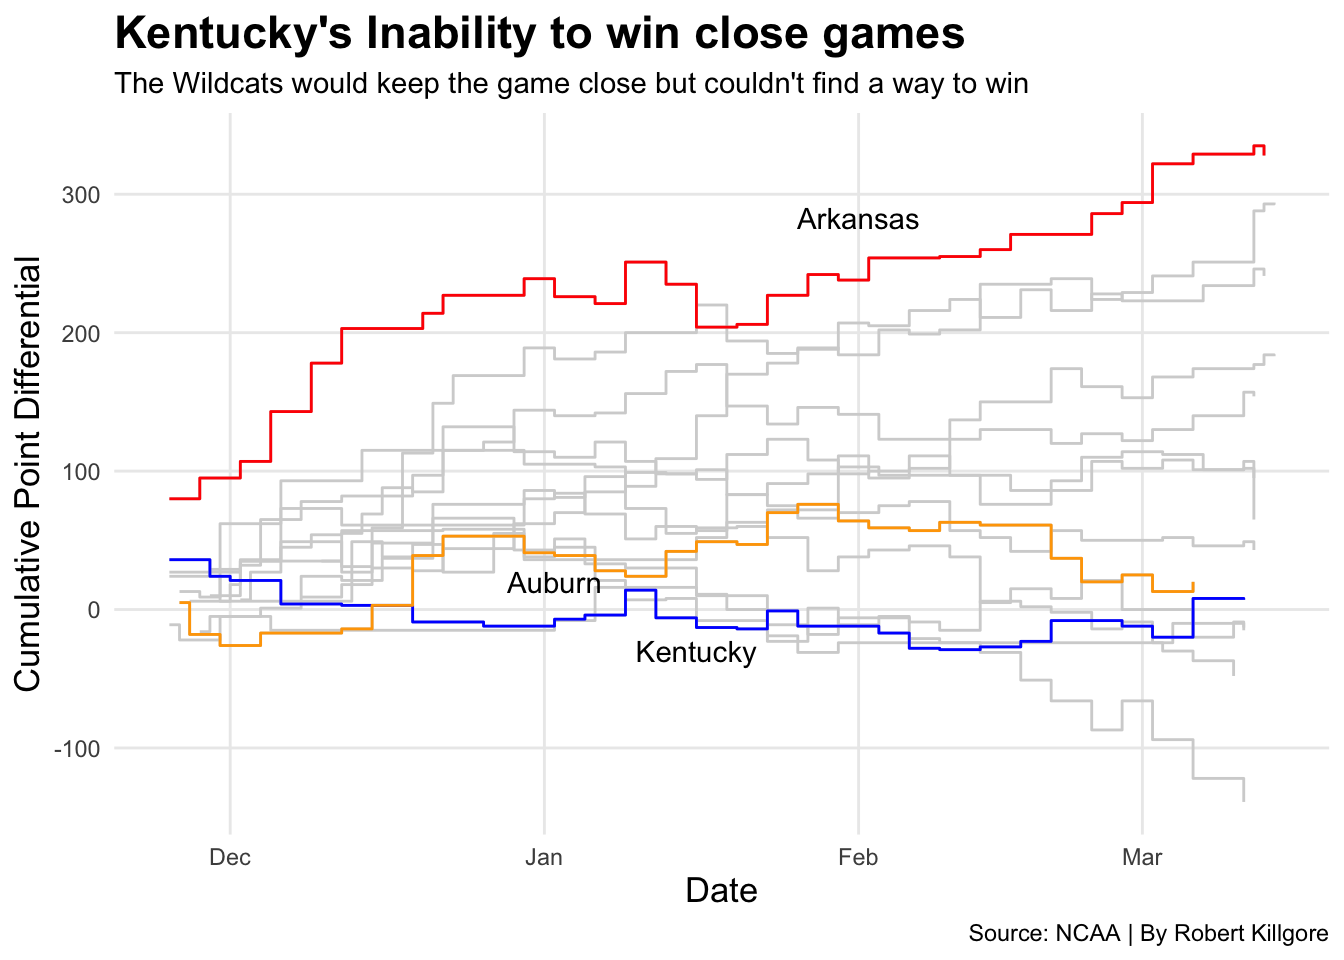 Kentucky's Inability to win close games
The Wildcats would keep the game close but couldn't find a way to win
Cumulative Point Differential
300
200
100
0
-100
Arkansas
Auburn
Kentucky
Dec
Jan
Feb
Mar
Date
Source: NCAA | By Robert Killgore